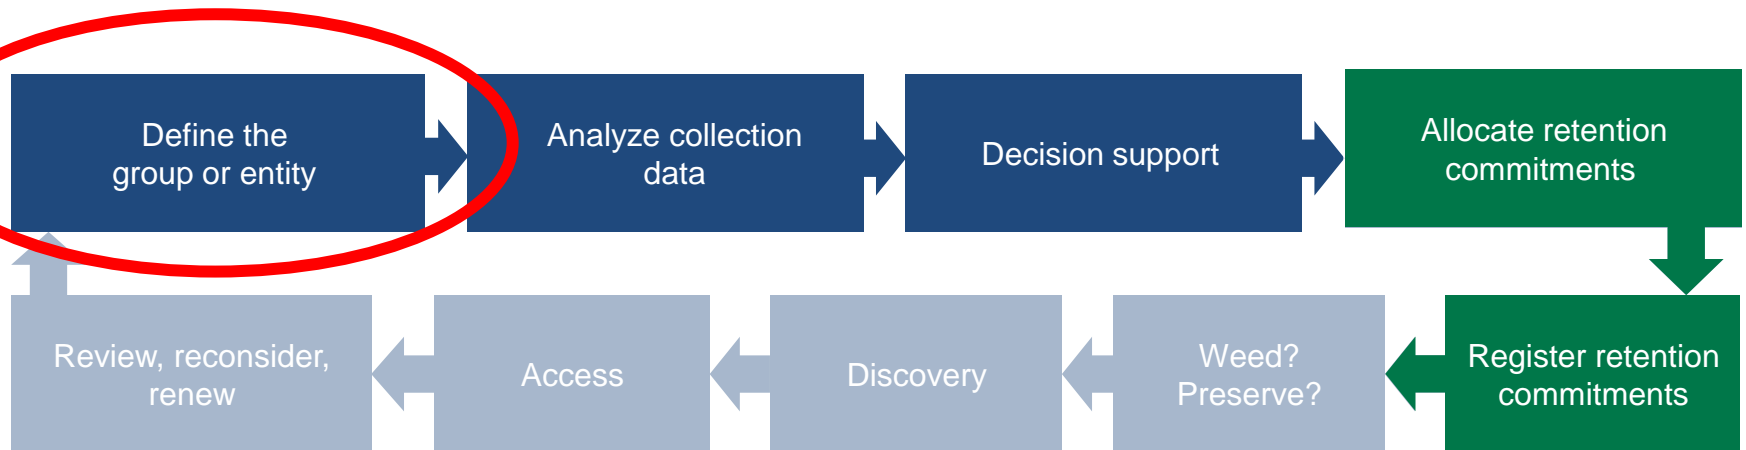 Define the
group or entity
Analyze collection
data
Decision support
Allocate retention
commitments
Register retention
commitments
Weed?
Preserve?
Discovery
Access
Review, reconsider,
renew